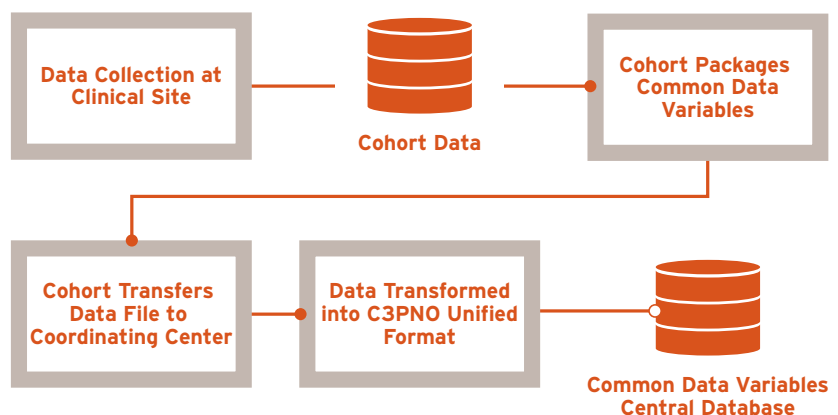 Data Collection at
Clinical Site
Cohort Data
Cohort Packages
Common Data
Variables
Cohort Transfers
Data File to
Coordinating Center
Data Transformed
into C3PNO Unified
Format
Common Data Variables
Central Database